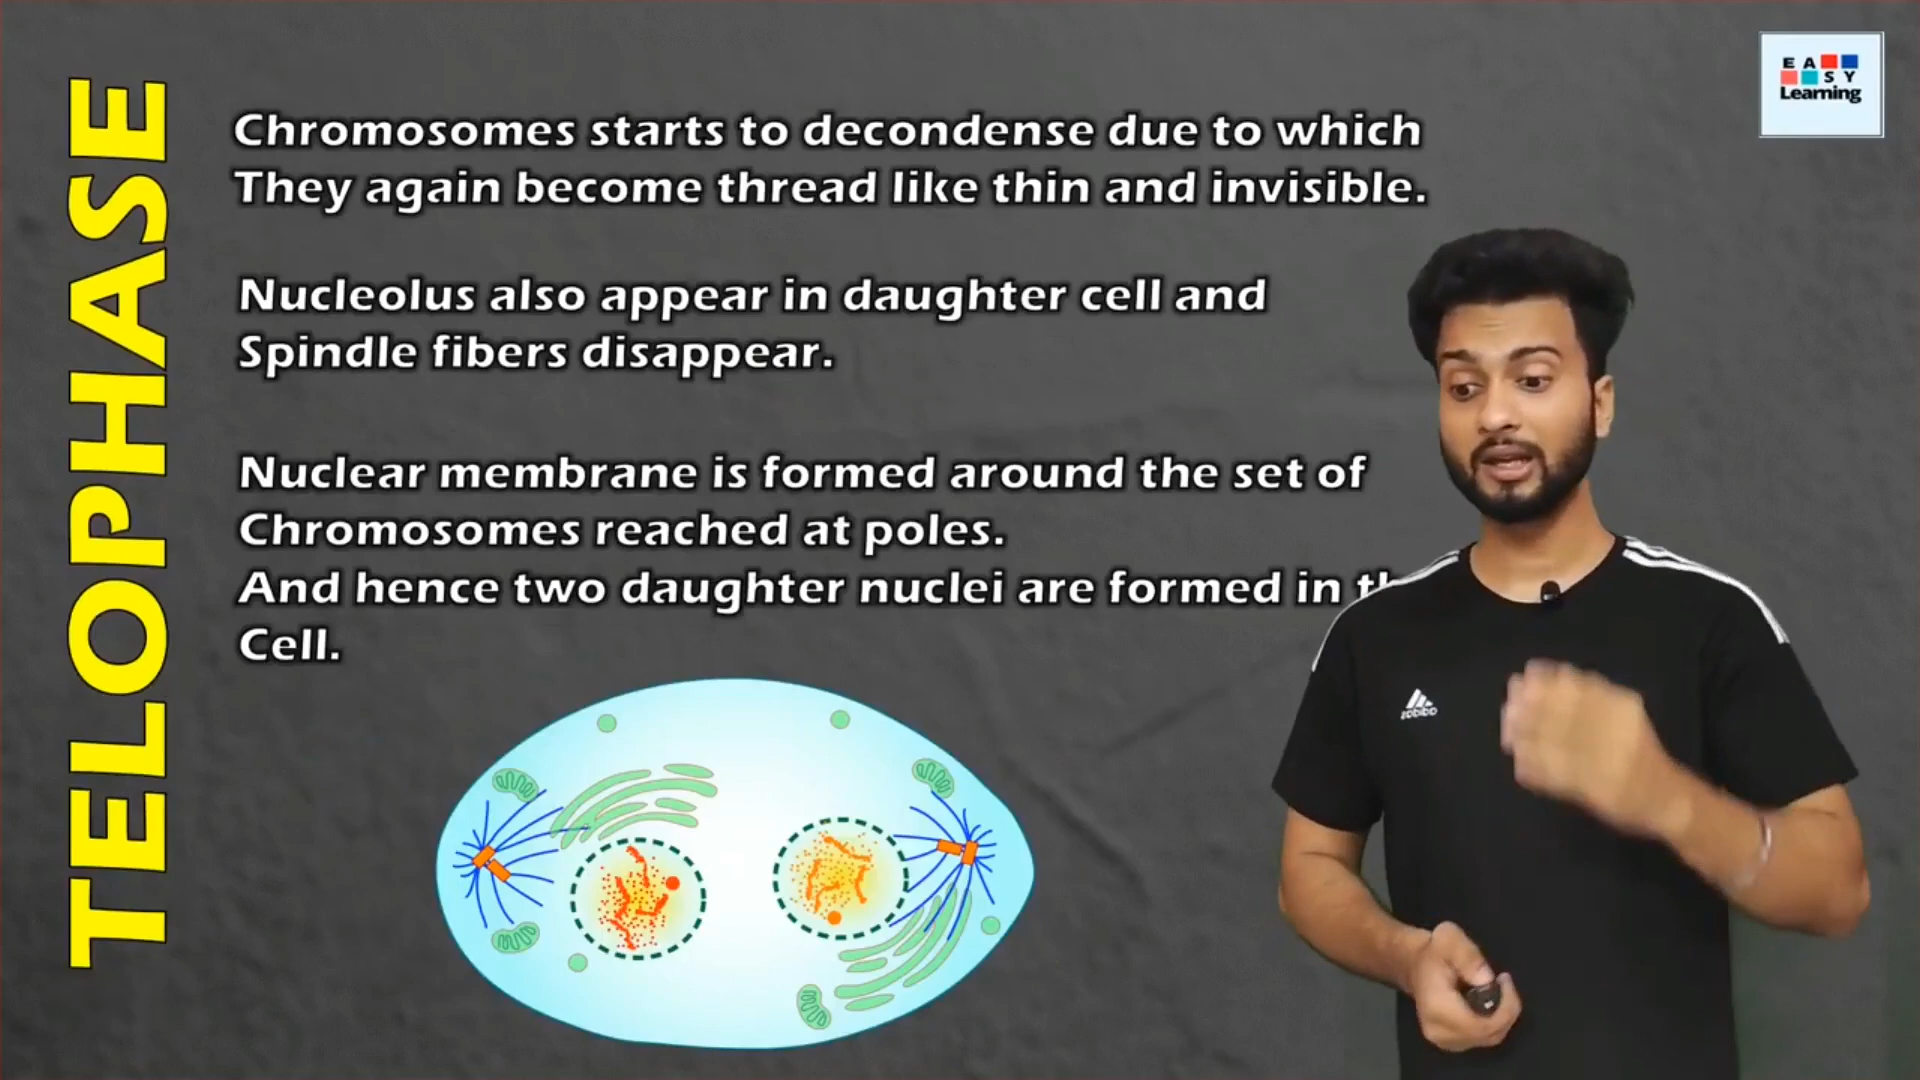 TELOPHASE
Chromosomes starts to decondense due to which
They again become thread like thin and invisible.
Nucleolus also appear in daughter cell and
Spindle fibers disappear.
Nuclear membrane is formed around the set of
Chromosomes reached at poles.
And hence two daughter nuclei are formed in
Cell.
EASY
Learning
adidas